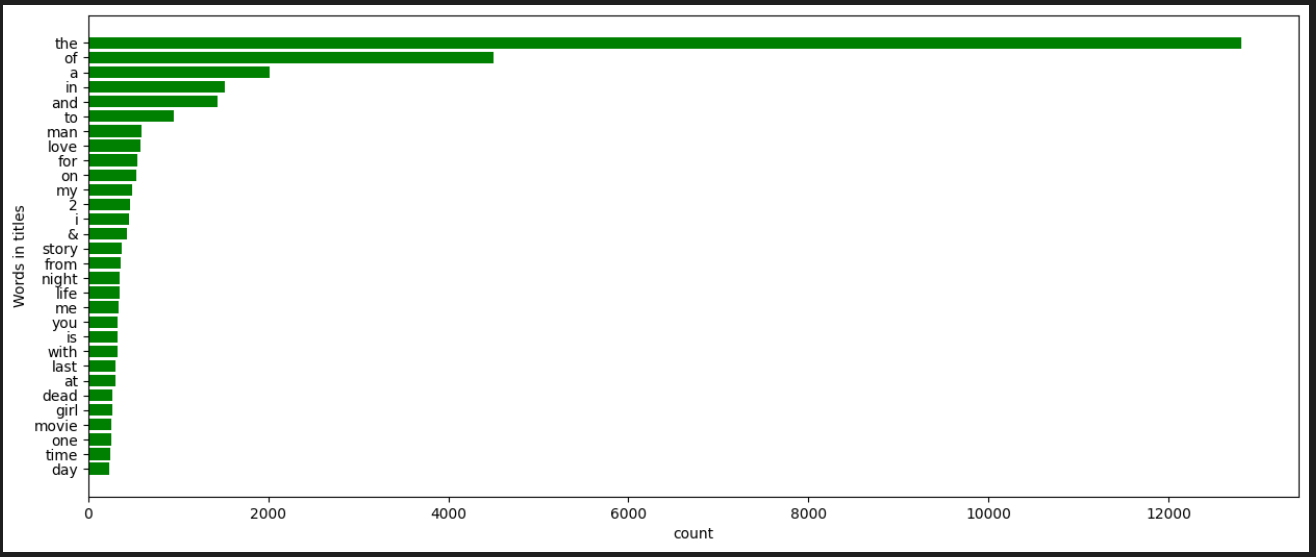 Words in titles
the
of
a
in
and
to
man
love
for
on
my
2
i
&
story
from
night
life
me
you
is
with
last
at
dead
girl
movie
one
time
day
0 2000 4000 6000 8000 10000 12000
count